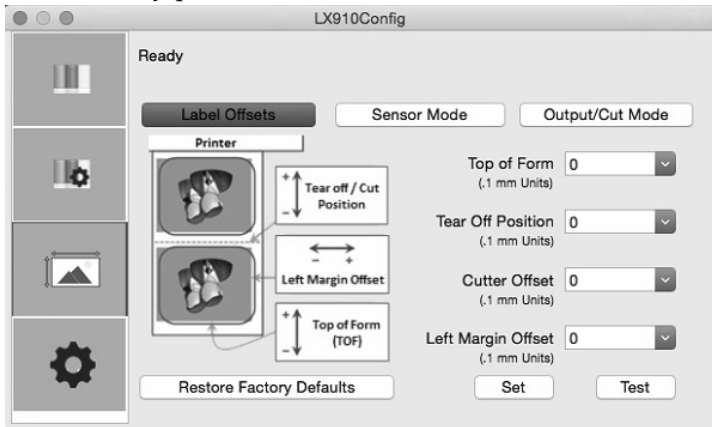 LX910Config
Ready
Label Offsets
Sensor Mode
Output/Cut Mode
Printer
+
Tear off / Cut
Position
−
− +
Left Margin Offset
+
Top of Form
(TOF)
−
Top of Form 0
(.1 mm Units)
Tear Off Position 0
(.1 mm Units)
Cutter Offset 0
(.1 mm Units)
Left Margin Offset 0
(.1 mm Units)
Restore Factory Defaults
Set
Test